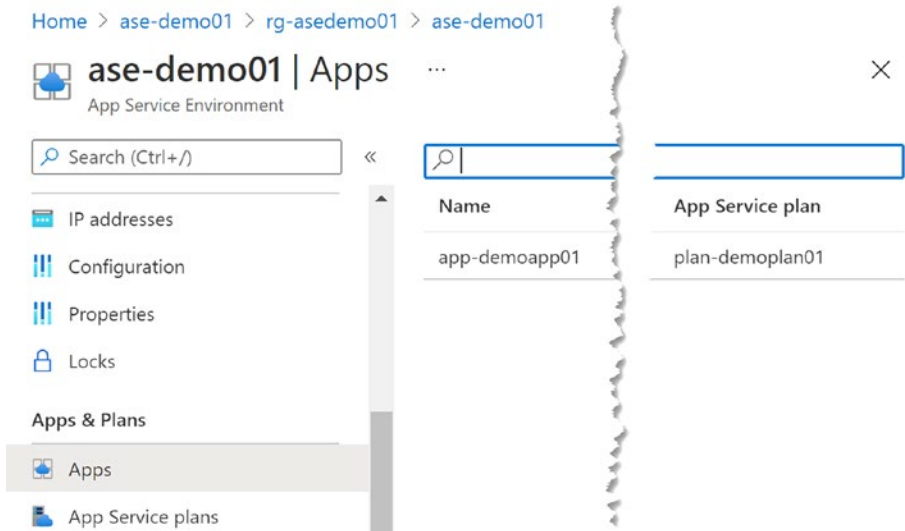 Home > ase-demo01 > rg-asedemo01 > ase-demo01
ase-demo01 | Apps ...
App Service Environment
Search (Ctrl+/)
IP addresses
Configuration
Properties
Locks
Apps & Plans
Apps
App Service plans
Name App Service plan
app-demoapp01 plan-demoplan01